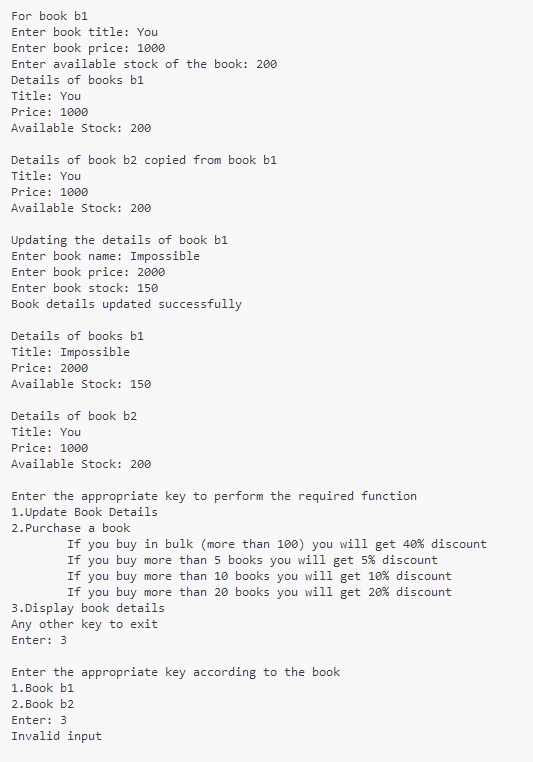 For book b1
Enter book title: You
Enter book price: 1000
Enter available stock of the book: 200
Details of books b1
Title: You
Price: 1000
Available Stock: 200

Details of book b2 copied from book b1
Title: You
Price: 1000
Available Stock: 200

Updating the details of book b1
Enter book name: Impossible
Enter book price: 2000
Enter book stock: 150
Book details updated successfully

Details of books b1
Title: Impossible
Price: 2000
Available Stock: 150

Details of book b2
Title: You
Price: 1000
Available Stock: 200

Enter the appropriate key to perform the required function
1.Update Book Details
2.Purchase a book
        If you buy in bulk (more than 100) you will get 40% discount
        If you buy more than 5 books you will get 5% discount
        If you buy more than 10 books you will get 10% discount
        If you buy more than 20 books you will get 20% discount
3.Display book details
Any other key to exit
Enter: 3

Enter the appropriate key according to the book
1.Book b1
2.Book b2
Enter: 3
Invalid input